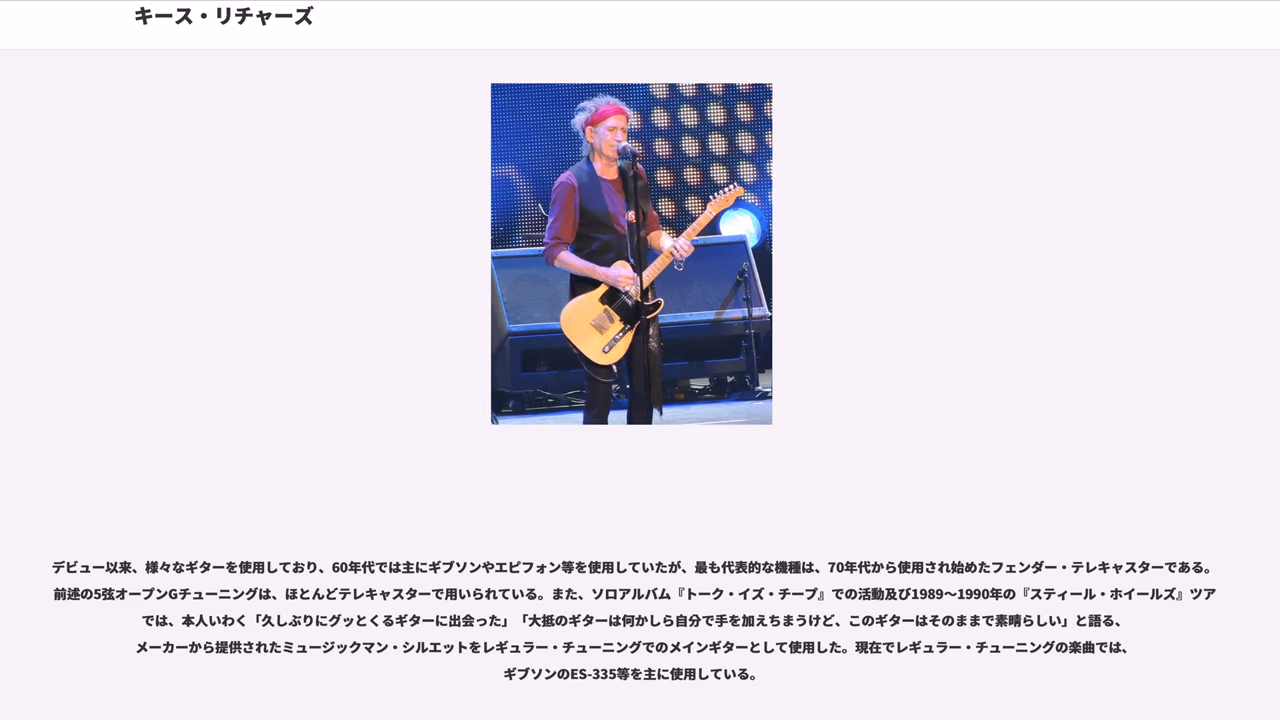 キース・リチャーズ
デビュー以来、様々なギターを使用しており、60年代では主にギブソンやエピフォン等を使用していたが、最も代表的な機種は、70年代から使用され始めたフェンダー・テレキャスターである。
前述の5弦オープンGチューニングは、ほとんどテレキャスターで用いられている。また、ソロアルバム『トーク・イズ・チープ』での活動及び1989〜1990年の『スティール・ホイールズ』ツア
では、本人いわく「久しぶりにグッとくるギターに出会った」「大抵のギターは何かしら自分で手を加えちまうけど、このギターはそのままで素晴らしい」と語る、
メーカーから提供されたミュージックマン・シルエットをレギュラー・チューニングでのメインギターとして使用した。現在でレギュラー・チューニングの楽曲では、
ギブソンのES-335等を主に使用している。